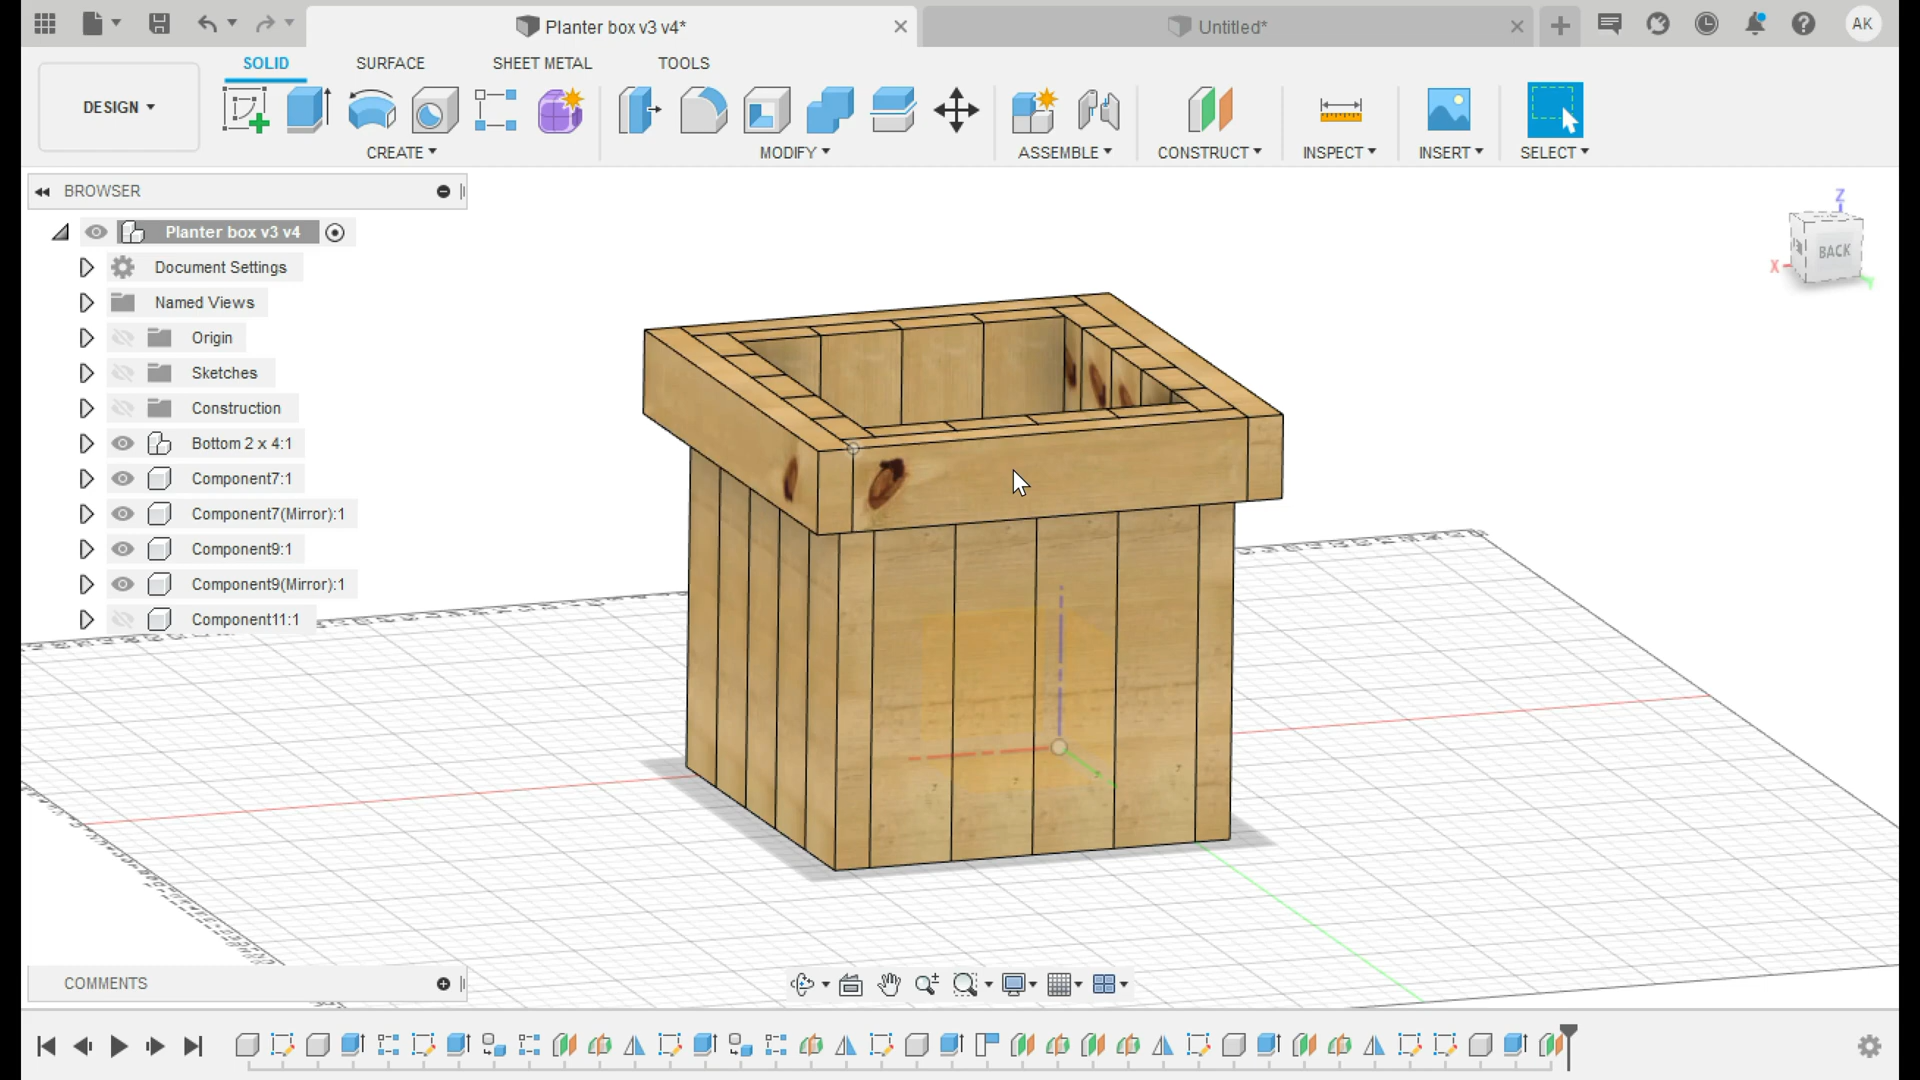 Planter box v3 v4*
Untitled*
AK
DESIGN
SOLID
SURFACE
SHEET METAL
TOOLS
CREATE
MODIFY
ASSEMBLE
CONSTRUCT
INSPECT
INSERT
SELECT
BROWSER
Planter box v3 v4
Document Settings
Named Views
Origin
Sketches
Construction
Bottom 2 x 4:1
Component7:1
Component7(Mirror):1
Component9:1
Component9(Mirror):1
Component11:1
Z
BACK
X
COMMENTS